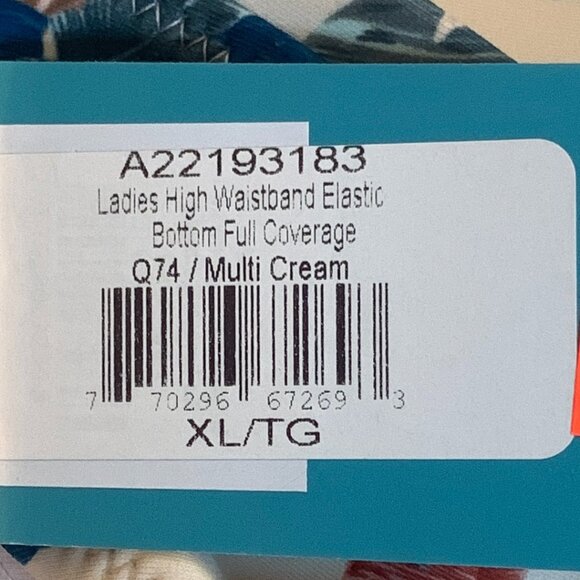 A22193183
Ladies High Waistband Elastic
Bottom Full Coverage
Q74 / Multi Cream
7 70296 67269 3
XL/TG